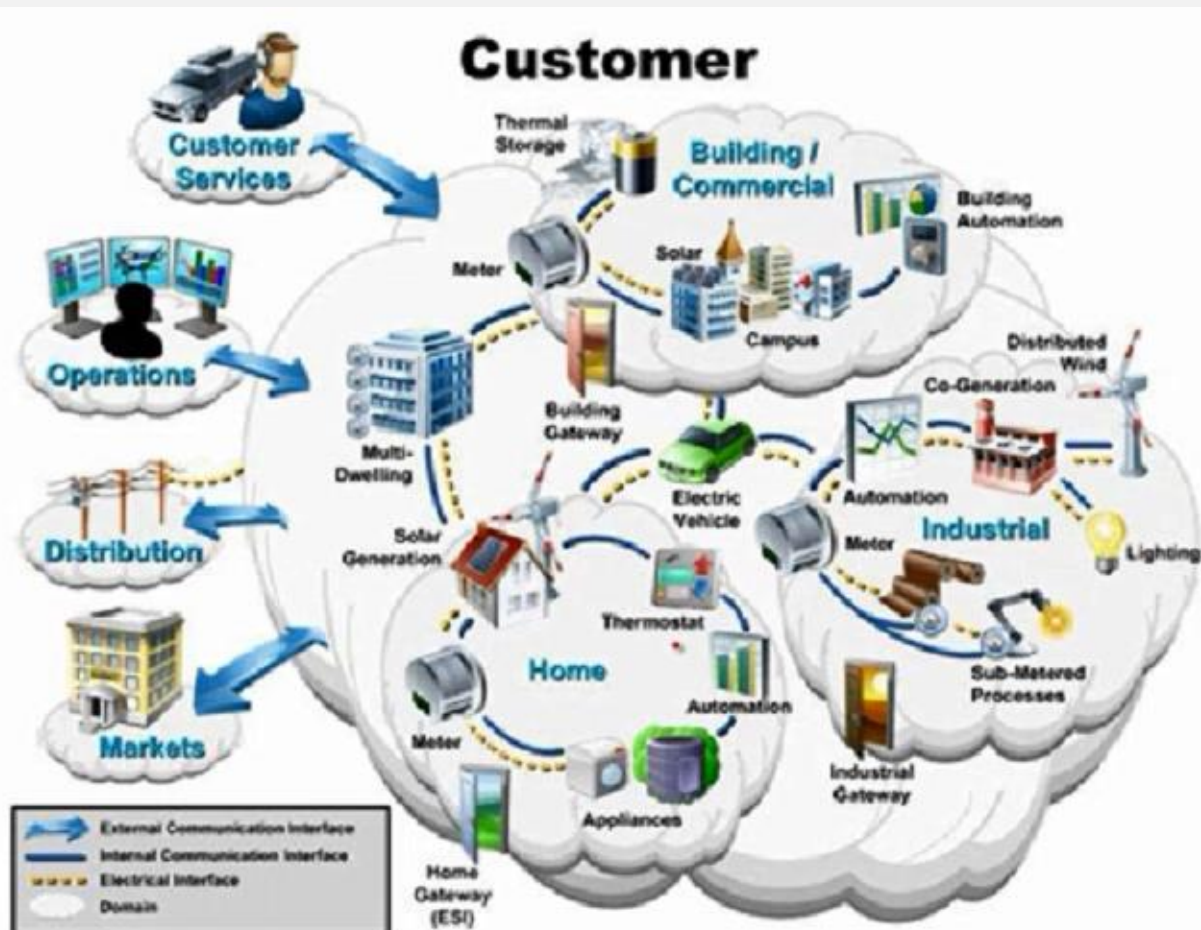 Customer
Customer
Services
Thermal
Storage
Building /
Commercial
Building
Automation
Meter
Solar
Campus
Operations
Multi-
Dwelling
Building
Gateway
Distributed
Wind
Co-Generation
Electric
Vehicle
Automation
Industrial
Meter
Lighting
Distribution
Solar
Generation
Thermostat
Home
Sub-Metered
Processes
Automation
Markets
Meter
Industrial
Gateway
Appliances
Home
Gateway
(ESI)
External Communication Interface
Internal Communication Interface
Electrical Interface
Domain